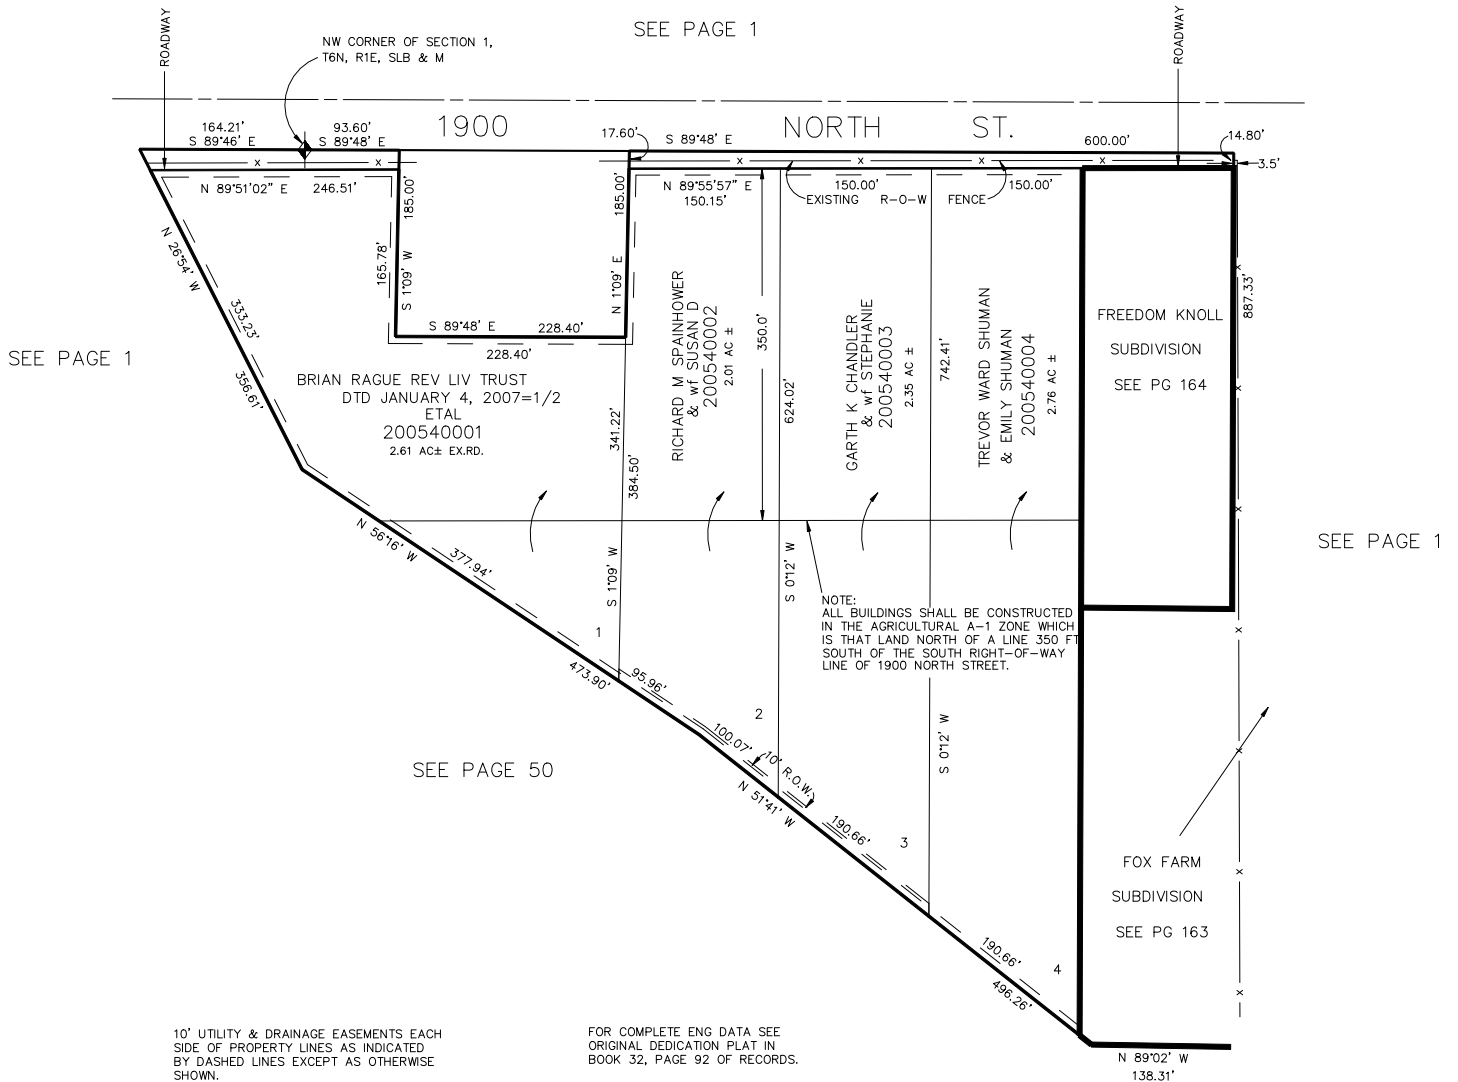 SEE PAGE 1
ROADWAY
NW CORNER OF SECTION 1,
T6N, R1E, SLB & M
ROADWAY
164.21'
S 89°46' E
93.60'
S 89°48' E
1900 NORTH ST.
17.60'
S 89°48' E
600.00'
14.80'
3.5'
N 89°51'02" E 246.51'
185.00'
185.00'
N 89°55'57" E
150.15'
150.00'
EXISTING R-O-W FENCE
150.00'
N 26°54' W
333.23'
356.61'
165.78'
S 1°09' W
N 1°09' E
S 89°48' E 228.40'
228.40'
SEE PAGE 1
BRIAN RAGUE REV LIV TRUST
DTD JANUARY 4, 2007=1/2
ETAL
200540001
2.61 AC± EX.RD.
341.22'
384.50'
RICHARD M SPAINHOWER
& wf SUSAN D
200540002
2.01 AC ±
350.0'
624.02'
GARTH K CHANDLER
& wf STEPHANIE
200540003
2.35 AC ±
742.41'
TREVOR WARD SHUMAN
& EMILY SHUMAN
200540004
2.76 AC ±
FREEDOM KNOLL
SUBDIVISION
SEE PG 164
887.33'
SEE PAGE 1
N 56°16' W
377.94'
473.90'
S 1°09' W
1
95.96'
S 0°12' W
NOTE:
ALL BUILDINGS SHALL BE CONSTRUCTED
IN THE AGRICULTURAL A-1 ZONE WHICH
IS THAT LAND NORTH OF A LINE 350 FT
SOUTH OF THE SOUTH RIGHT-OF-WAY
LINE OF 1900 NORTH STREET.
2
100.07'
10' R.O.W.
N 51°41' W
S 0°12' W
SEE PAGE 50
190.66'
3
190.66'
4
496.26'
FOX FARM
SUBDIVISION
SEE PG 163
N 89°02' W
138.31'
10' UTILITY & DRAINAGE EASEMENTS EACH
SIDE OF PROPERTY LINES AS INDICATED
BY DASHED LINES EXCEPT AS OTHERWISE
SHOWN.
FOR COMPLETE ENG DATA SEE
ORIGINAL DEDICATION PLAT IN
BOOK 32, PAGE 92 OF RECORDS.